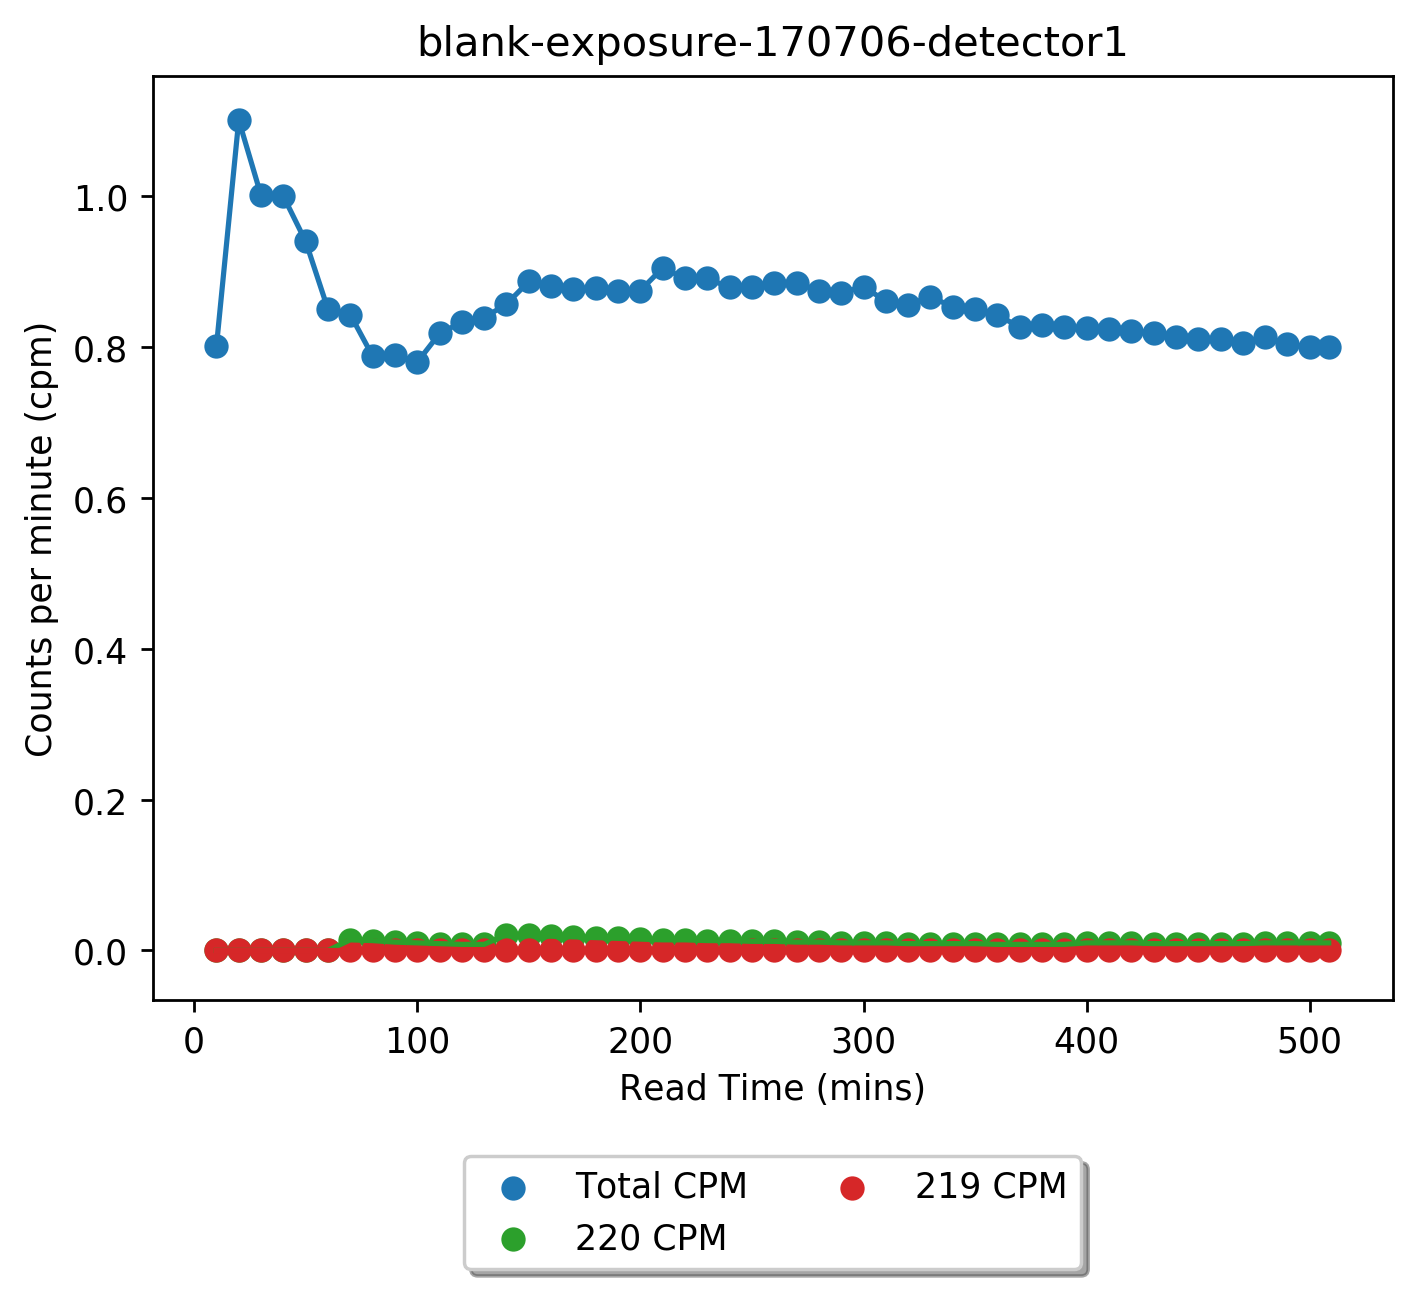 blank-exposure-170706-detector1
Counts per minute (cpm)
1.0
0.8
0.6
0.4
0.2
0.0
0 100 200 300 400 500
Read Time (mins)
Total CPM 219 CPM
220 CPM